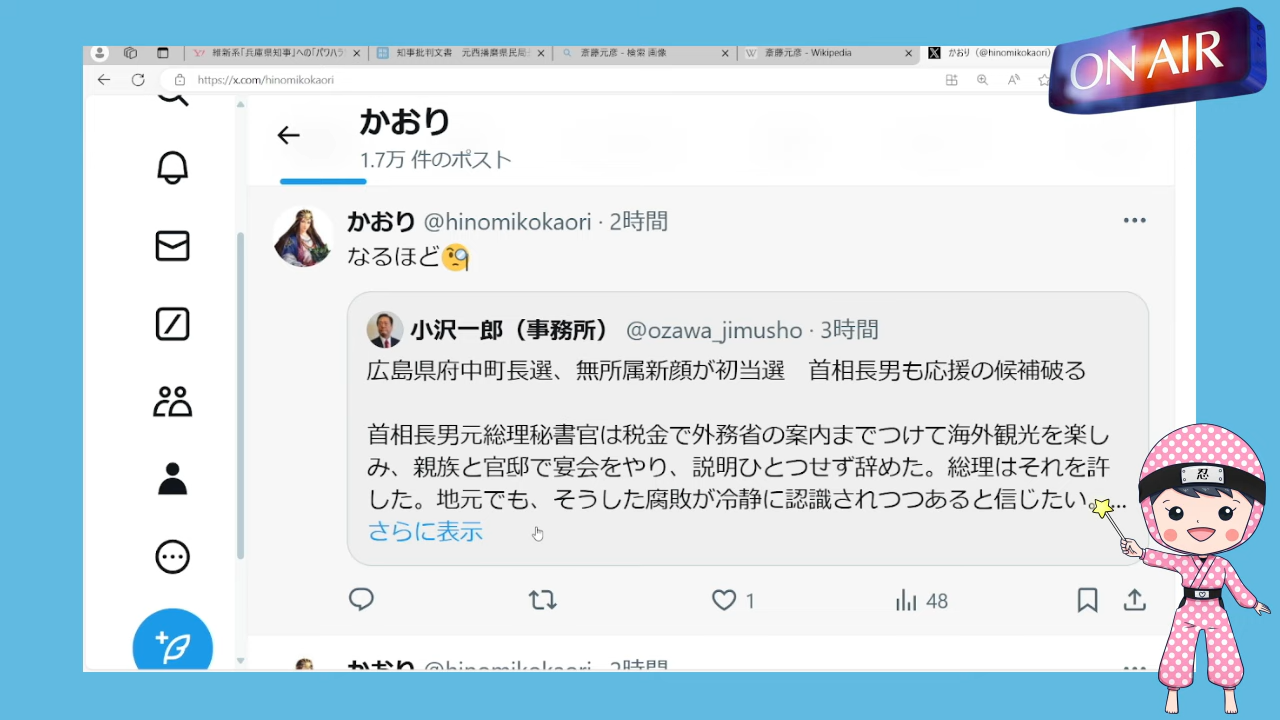 維新系「兵庫県知事」への「パワハラ
知事批判文書 元西播磨県民局
斎藤元彦 - 検索 画像
斎藤元彦 - Wikipedia
かおり (@hinomikokaori)
ON AIR
https://x.com/hinomikokaori
かおり
1.7万 件のポスト
かおり @hinomikokaori · 2時間
なるほど🧐
小沢一郎（事務所） @ozawa_jimusho · 3時間
広島県府中町長選、無所属新顔が初当選 首相長男も応援の候補破る
首相長男元総理秘書官は税金で外務省の案内までつけて海外観光を楽し
み、親族と官邸で宴会をやり、説明ひとつせず辞めた。総理はそれを許
した。地元でも、そうした腐敗が冷静に認識されつつあると信じたい。...
さらに表示
1
48
忍
かおり @hinomikokaori · 2時間